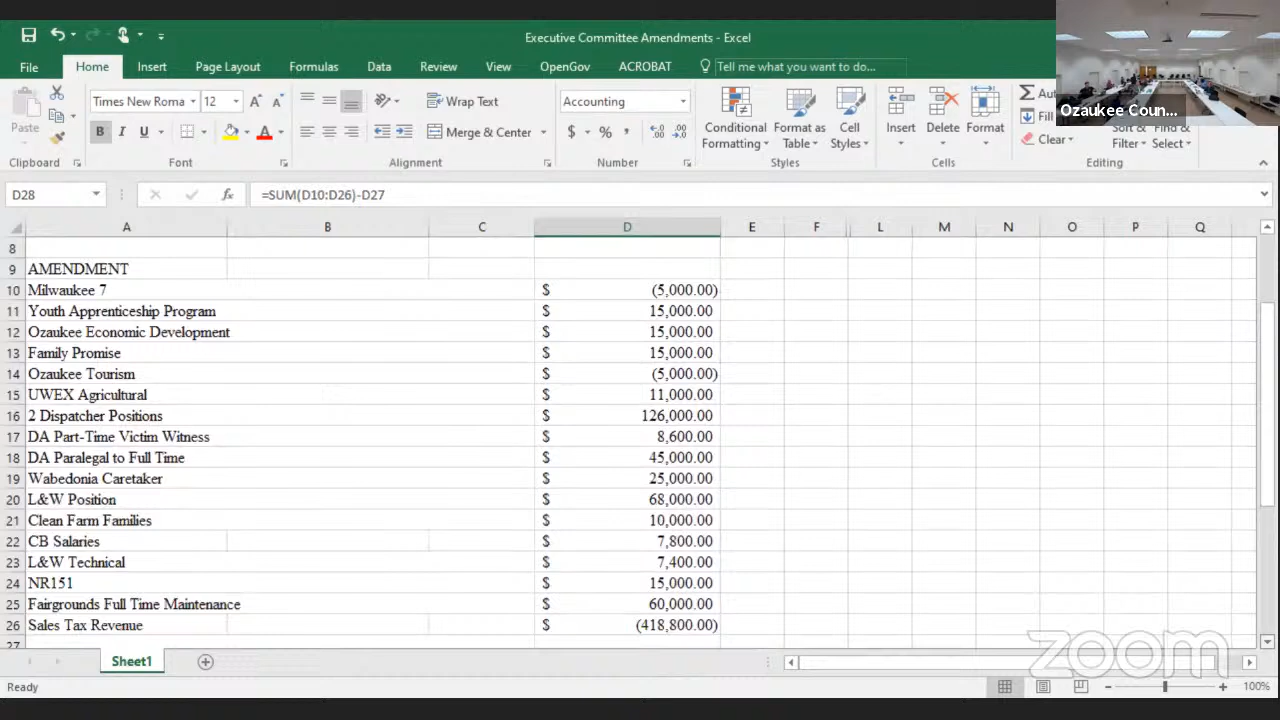 Executive Committee Amendments - Excel
File Home Insert Page Layout Formulas Data Review View OpenGov ACROBAT Tell me what you want to do...
Ozaukee Coun...
Paste
Times New Roma 12
B I U
Wrap Text
Merge & Center
Accounting
$ % ,
Conditional Formatting
Format as Table
Cell Styles
Insert Delete Format
Σ Aut
Fill
Clear
Sort & Filter
Find & Select
Clipboard Font Alignment Number Styles Cells Editing
D28 fx =SUM(D10:D26)-D27
A B C D E F L M N O P Q
8
9 AMENDMENT
10 Milwaukee 7 $ (5,000.00)
11 Youth Apprenticeship Program $ 15,000.00
12 Ozaukee Economic Development $ 15,000.00
13 Family Promise $ 15,000.00
14 Ozaukee Tourism $ (5,000.00)
15 UWEX Agricultural $ 11,000.00
16 2 Dispatcher Positions $ 126,000.00
17 DA Part-Time Victim Witness $ 8,600.00
18 DA Paralegal to Full Time $ 45,000.00
19 Wabedonia Caretaker $ 25,000.00
20 L&W Position $ 68,000.00
21 Clean Farm Families $ 10,000.00
22 CB Salaries $ 7,800.00
23 L&W Technical $ 7,400.00
24 NR151 $ 15,000.00
25 Fairgrounds Full Time Maintenance $ 60,000.00
26 Sales Tax Revenue $ (418,800.00)
27
Sheet1
zoom
Ready 100%